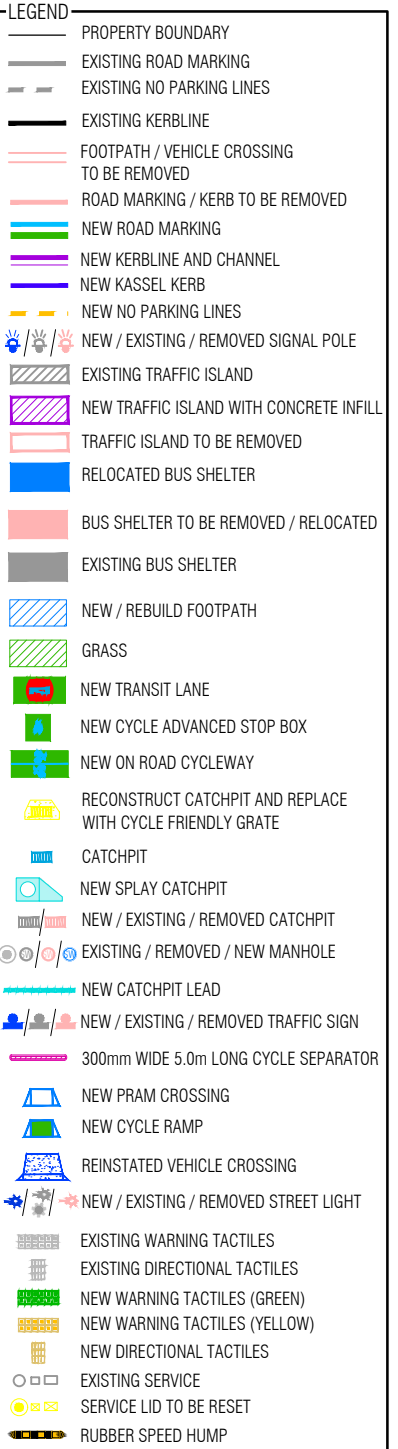 LEGEND
PROPERTY BOUNDARY
EXISTING ROAD MARKING
EXISTING NO PARKING LINES
EXISTING KERBLINE
FOOTPATH / VEHICLE CROSSING
TO BE REMOVED
ROAD MARKING / KERB TO BE REMOVED
NEW ROAD MARKING
NEW KERBLINE AND CHANNEL
NEW KASSEL KERB
NEW NO PARKING LINES
NEW / EXISTING / REMOVED SIGNAL POLE
EXISTING TRAFFIC ISLAND
NEW TRAFFIC ISLAND WITH CONCRETE INFILL
TRAFFIC ISLAND TO BE REMOVED
RELOCATED BUS SHELTER
BUS SHELTER TO BE REMOVED / RELOCATED
EXISTING BUS SHELTER
NEW / REBUILD FOOTPATH
GRASS
NEW TRANSIT LANE
NEW CYCLE ADVANCED STOP BOX
NEW ON ROAD CYCLEWAY
RECONSTRUCT CATCHPIT AND REPLACE
WITH CYCLE FRIENDLY GRATE
CATCHPIT
NEW SPLAY CATCHPIT
NEW / EXISTING / REMOVED CATCHPIT
EXISTING / REMOVED / NEW MANHOLE
NEW CATCHPIT LEAD
NEW / EXISTING / REMOVED TRAFFIC SIGN
300mm WIDE 5.0m LONG CYCLE SEPARATOR
NEW PRAM CROSSING
NEW CYCLE RAMP
REINSTATED VEHICLE CROSSING
NEW / EXISTING / REMOVED STREET LIGHT
EXISTING WARNING TACTILES
EXISTING DIRECTIONAL TACTILES
NEW WARNING TACTILES (GREEN)
NEW WARNING TACTILES (YELLOW)
NEW DIRECTIONAL TACTILES
EXISTING SERVICE
SERVICE LID TO BE RESET
RUBBER SPEED HUMP